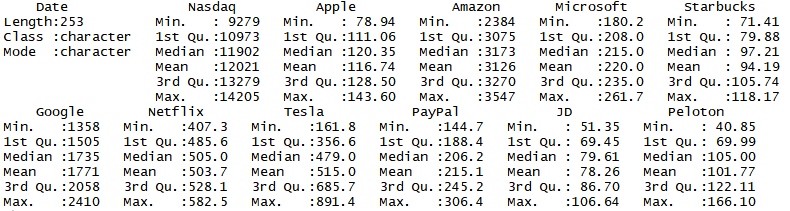 Date               Nasdaq          Apple            Amazon       Microsoft       Starbucks
Length:253         Min.   : 9279   Min.   : 78.94   Min.   :2384   Min.   :180.2   Min.   : 71.41
Class :character   1st Qu.:10973   1st Qu.:111.06   1st Qu.:3075   1st Qu.:208.0   1st Qu.: 79.88
Mode  :character   Median :11902   Median :120.35   Median :3173   Median :215.0   Median : 97.21
                   Mean   :12021   Mean   :116.74   Mean   :3126   Mean   :220.0   Mean   : 94.19
                   3rd Qu.:13279   3rd Qu.:128.50   3rd Qu.:3270   3rd Qu.:235.0   3rd Qu.:105.74
                   Max.   :14205   Max.   :143.60   Max.   :3547   Max.   :261.7   Max.   :118.17
    Google        Netflix          Tesla           PayPal            JD            Peloton
Min.   :1358   Min.   :407.3   Min.   :161.8   Min.   :144.7   Min.   : 51.35   Min.   : 40.85
1st Qu.:1505   1st Qu.:485.6   1st Qu.:356.6   1st Qu.:188.4   1st Qu.: 69.45   1st Qu.: 69.99
Median :1735   Median :505.0   Median :479.0   Median :206.2   Median : 79.61   Median :105.00
Mean   :1771   Mean   :503.7   Mean   :515.0   Mean   :215.1   Mean   : 78.26   Mean   :101.77
3rd Qu.:2058   3rd Qu.:528.1   3rd Qu.:685.7   3rd Qu.:245.2   3rd Qu.: 86.70   3rd Qu.:122.11
Max.   :2410   Max.   :582.5   Max.   :891.4   Max.   :306.4   Max.   :106.64   Max.   :166.10